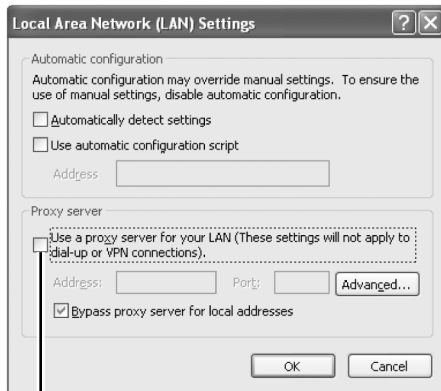 Local Area Network (LAN) Settings
Automatic configuration
Automatic configuration may override manual settings. To ensure the
use of manual settings, disable automatic configuration.
Automatically detect settings
Use automatic configuration script
Address
Proxy server
Use a proxy server for your LAN (These settings will not apply to
dial-up or VPN connections).
Address:
Port:
Advanced...
Bypass proxy server for local addresses
OK
Cancel